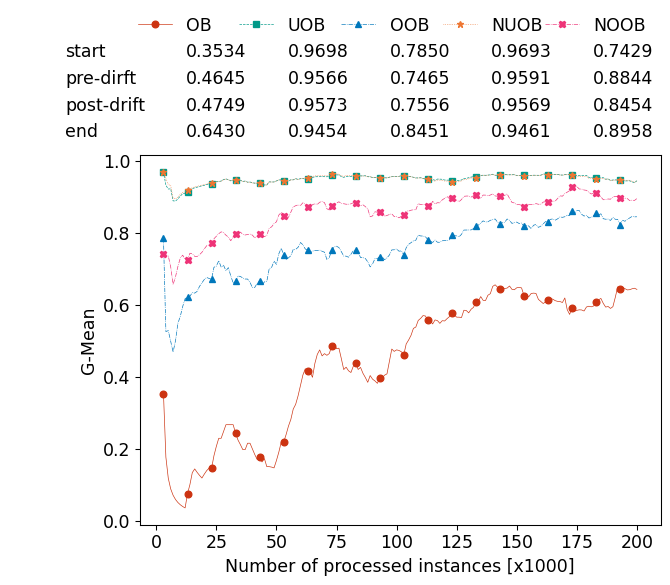 OB UOB OOB NUOB NOOB
start 0.3534 0.9698 0.7850 0.9693 0.7429
pre-dirft 0.4645 0.9566 0.7465 0.9591 0.8844
post-drift 0.4749 0.9573 0.7556 0.9569 0.8454
end 0.6430 0.9454 0.8451 0.9461 0.8958
1.0
0.8
0.6
0.4
0.2
0.0
G-Mean
0 25 50 75 100 125 150 175 200
Number of processed instances [x1000]